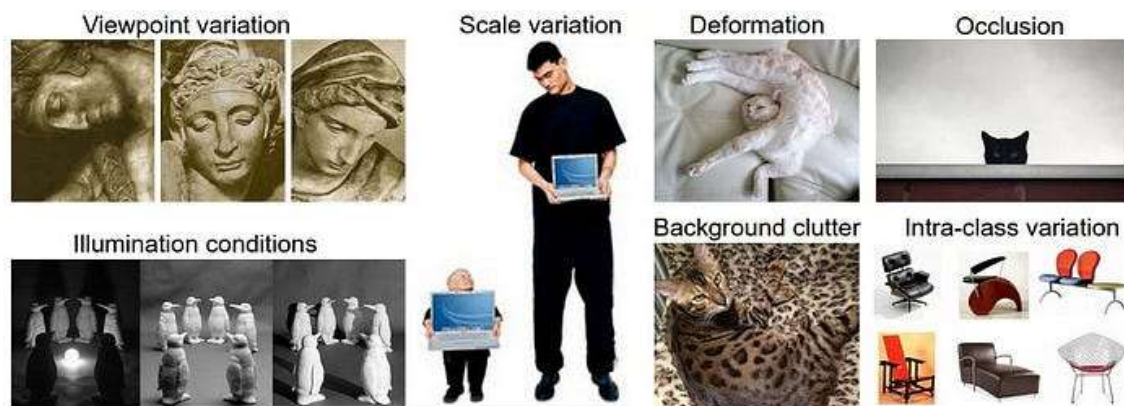 Viewpoint variation
Scale variation
Deformation
Occlusion
Illumination conditions
Background clutter
Intra-class variation